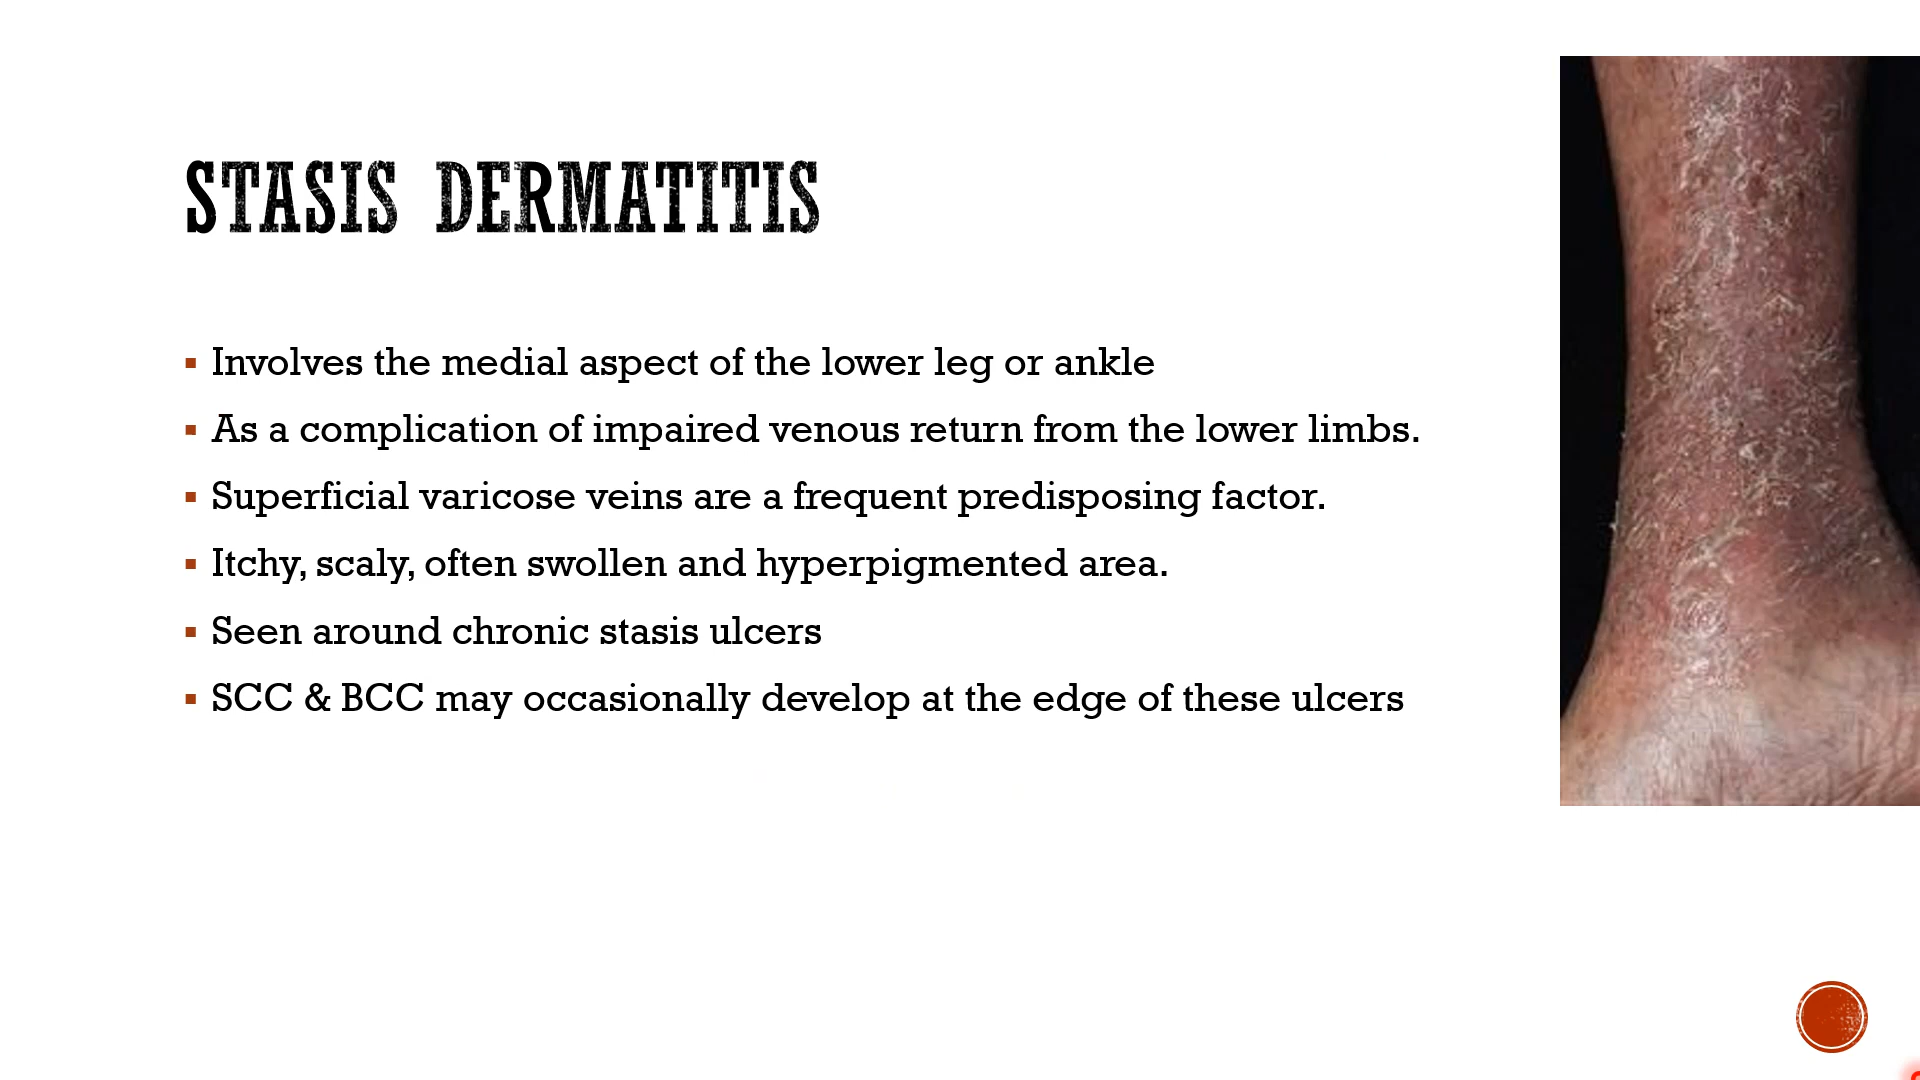 STASIS DERMATITIS
▪ Involves the medial aspect of the lower leg or ankle
▪ As a complication of impaired venous return from the lower limbs.
▪ Superficial varicose veins are a frequent predisposing factor.
▪ Itchy, scaly, often swollen and hyperpigmented area.
▪ Seen around chronic stasis ulcers
▪ SCC & BCC may occasionally develop at the edge of these ulcers